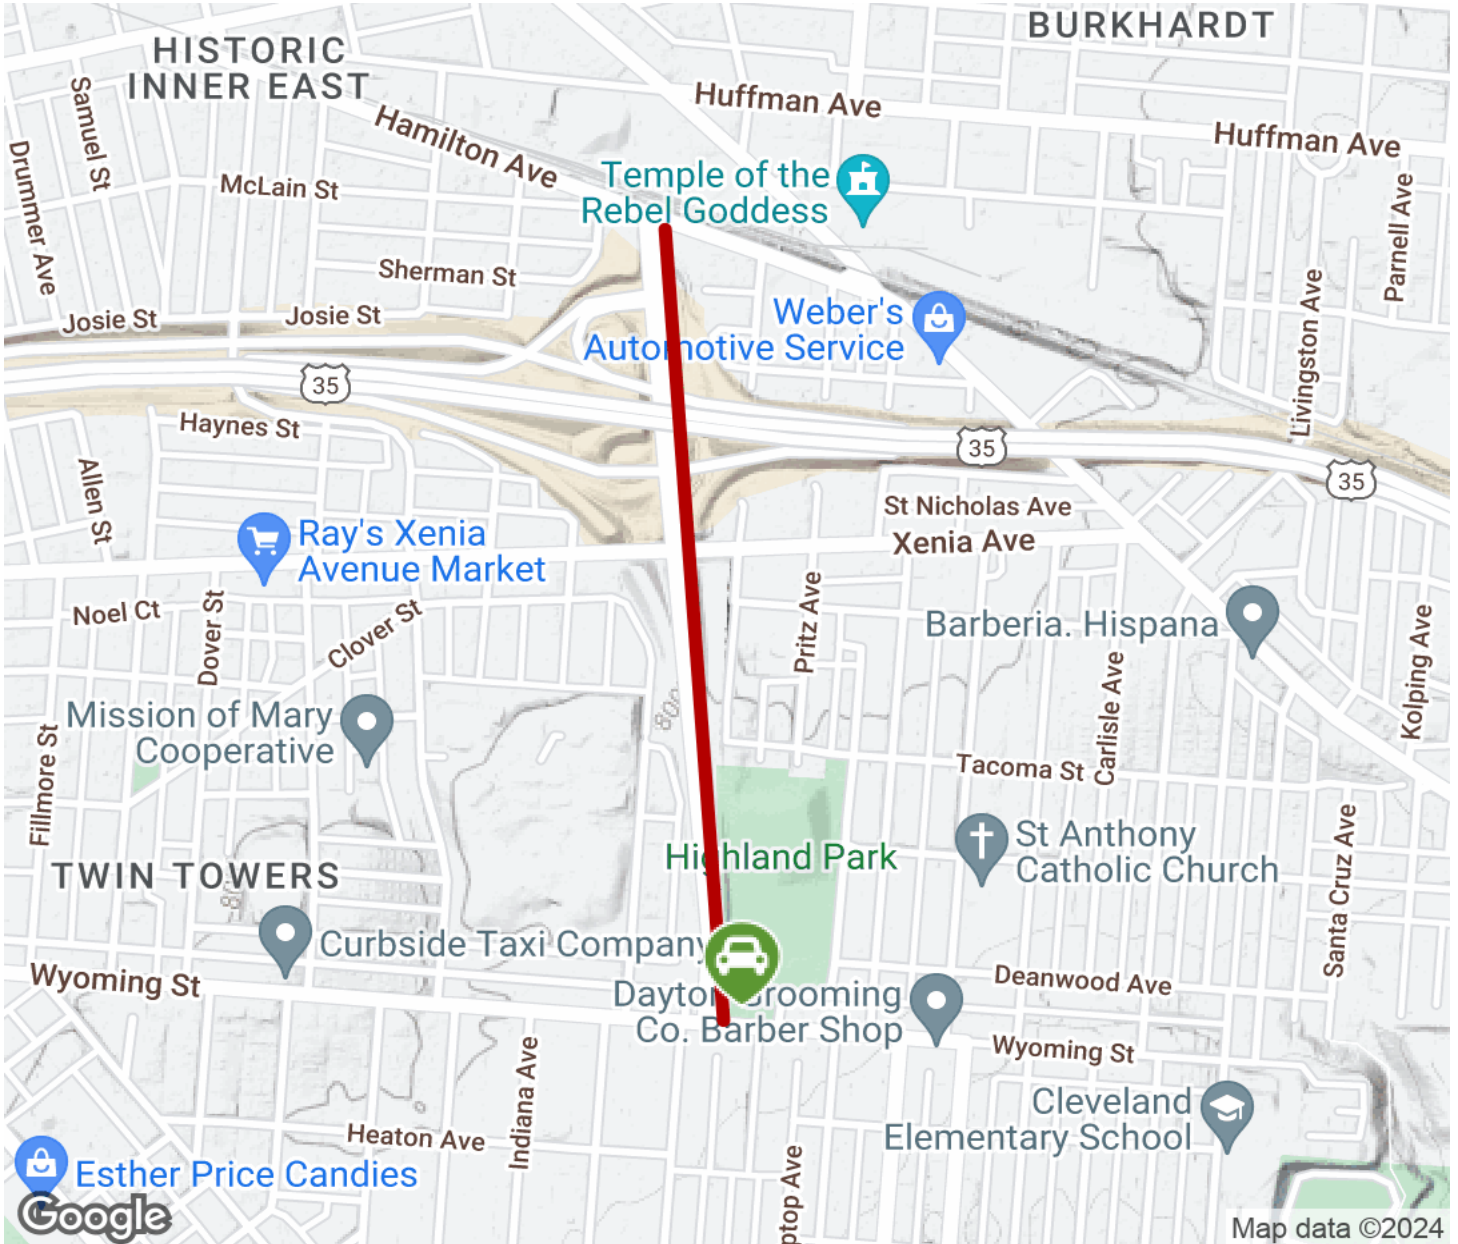 BURKHARDT
HISTORIC
INNER EAST
Samuel St
Huffman Ave
Hamilton Ave
Huffman Ave
Drummer Ave
McLain St
Temple of the
Rebel Goddess
Parnell Ave
Sherman St
Josie St
Josie St
Weber's
Automotive Service
Livingston Ave
35
Haynes St
35
35
Allen St
St Nicholas Ave
Xenia Ave
Ray's Xenia
Avenue Market
Noel Ct
Dover St
Clover St
Pritz Ave
Barberia. Hispana
Kolping Ave
Carlisle Ave
800
Mission of Mary
Cooperative
Fillmore St
Tacoma St
Highland Park
St Anthony
Catholic Church
Santa Cruz Ave
TWIN TOWERS
800
Curbside Taxi Company
Wyoming St
Deanwood Ave
Dayton Grooming
Co. Barber Shop
Wyoming St
Indiana Ave
Cleveland
Elementary School
Heaton Ave
Esther Price Candies
ptop Ave
Google
Map data ©2024